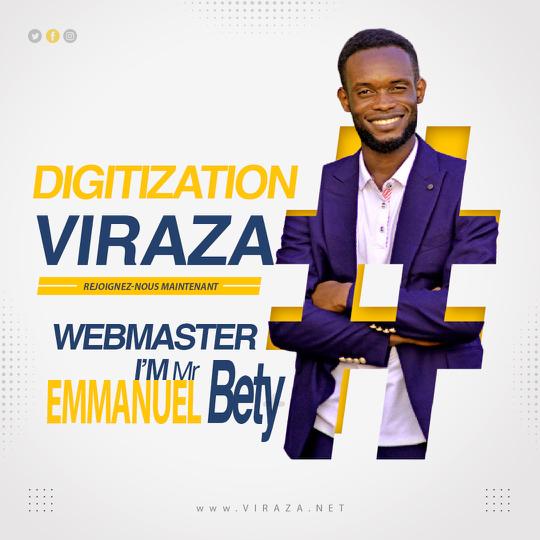 DIGITIZATION
VIRAZA
REJOIGNEZ-NOUS MAINTENANT
WEBMASTER
I'M Mr
EMMANUEL Bety
www.VIRAZA.NET